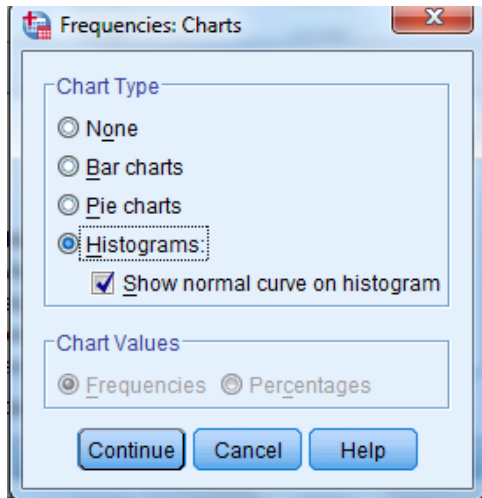 Frequencies: Charts
Chart Type
None
Bar charts
Pie charts
Histograms:
Show normal curve on histogram
Chart Values
Frequencies Percentages
Continue Cancel Help